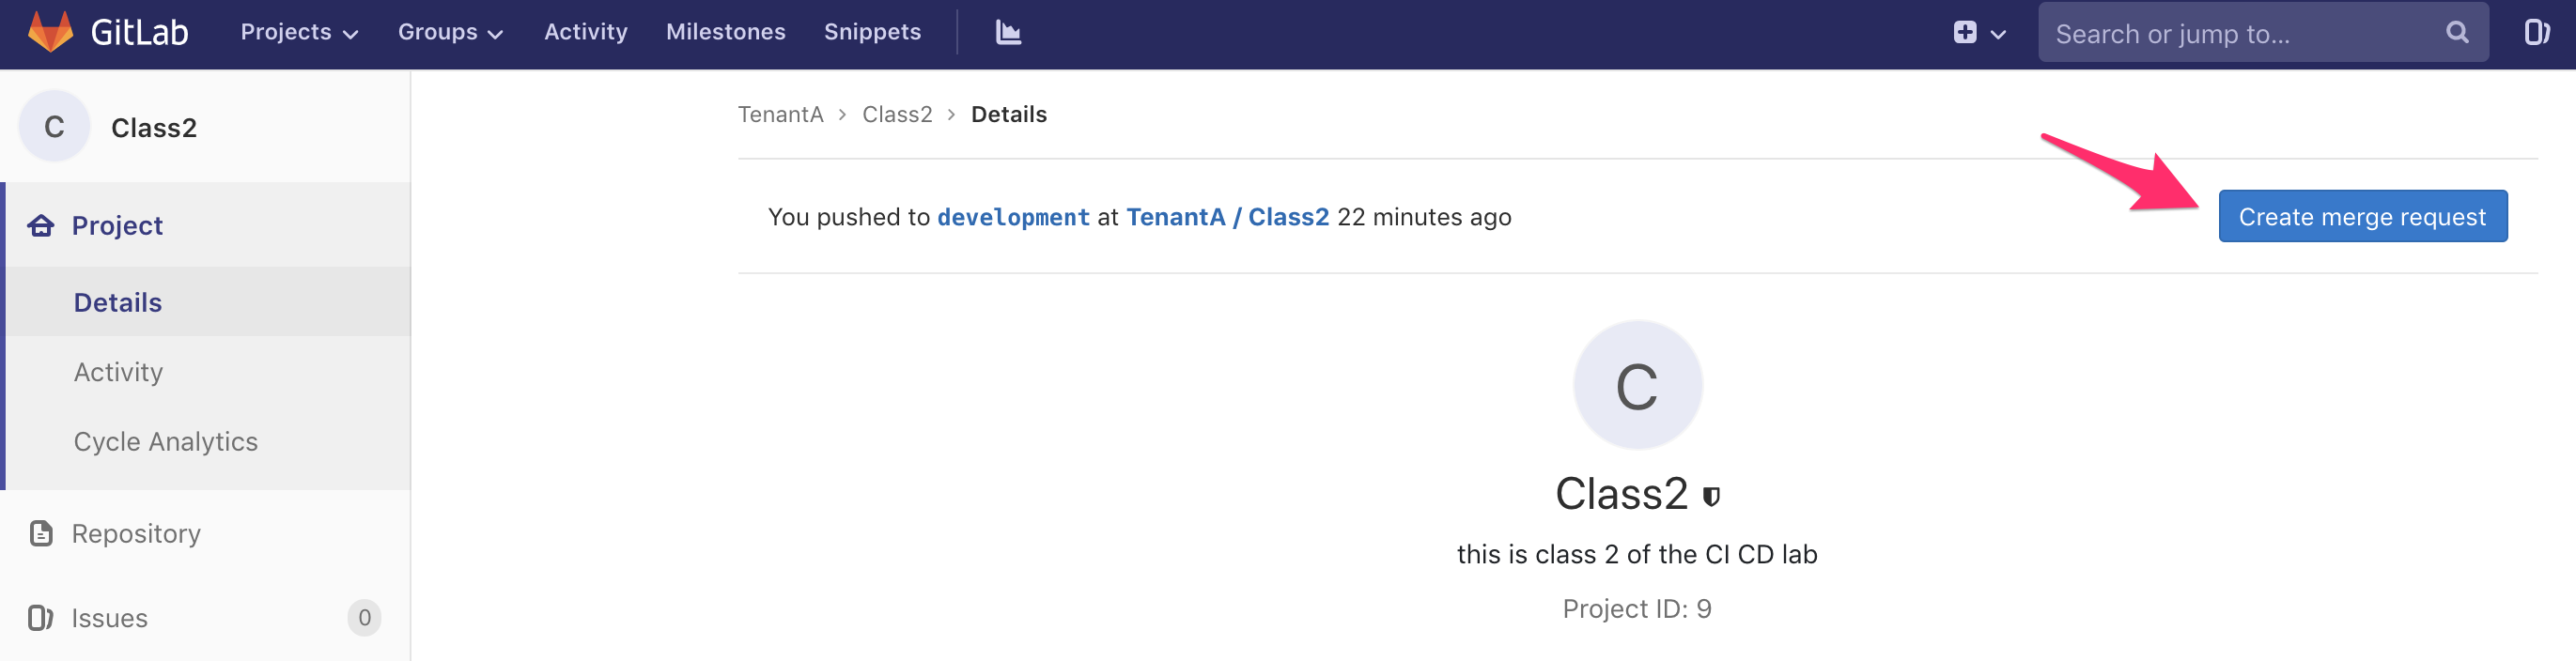 GitLab Projects Groups Activity Milestones Snippets Search or jump to...
C Class2
TenantA > Class2 > Details
Project
You pushed to development at TenantA / Class2 22 minutes ago Create merge request
Details
Activity
C
Cycle Analytics
Class2
Repository
this is class 2 of the CI CD lab
Project ID: 9
Issues 0